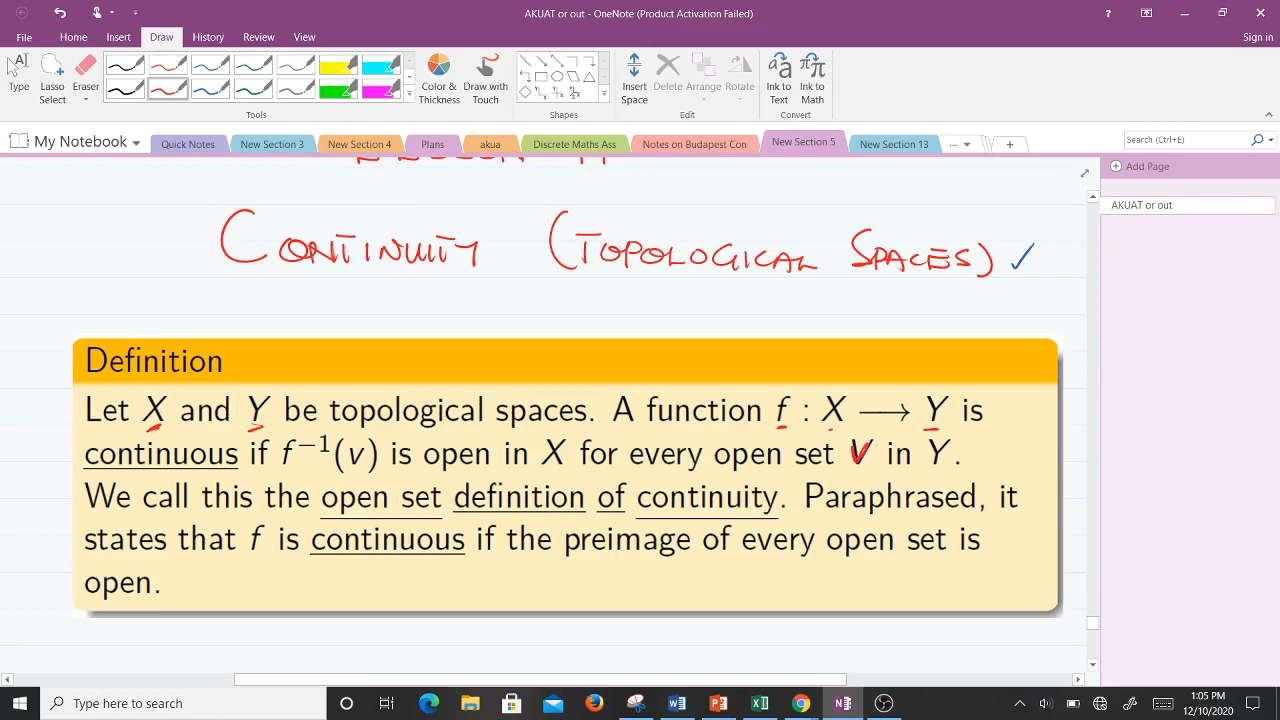 AKUAT or out - OneNote (Product Activation Failed)
File Home Insert Draw History Review View Sign in
Type Lasso Select Eraser Color & Thickness Draw with Touch Insert Space Delete Arrange Rotate Ink to Text Ink to Math
Tools Shapes Edit Convert
My Notebook Quick Notes New Section 3 New Section 4 Plans akua Discrete Maths Ass Notes on Budapest Con New Section 5 New Section 13 ... Search (Ctrl+E)
Add Page
AKUAT or out
CONTINUITY (TOPOLOGICAL SPACES) ✓
Definition
Let X and Y be topological spaces. A function f : X ⟶ Y is
continuous if f⁻¹(v) is open in X for every open set V in Y.
We call this the open set definition of continuity. Paraphrased, it
states that f is continuous if the preimage of every open set is
open.
Type here to search
1:05 PM
12/10/2020